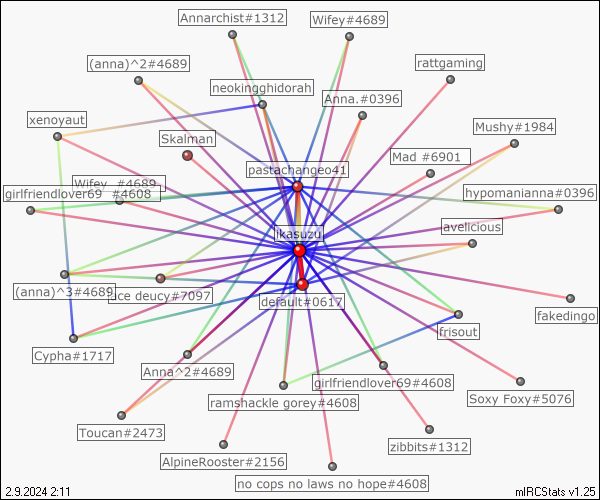 Annarchist#1312
Wifey#4689
(anna)^2#4689
rattgaming
neokingghidorah
Anna.#0396
xenoyaut
Mushy#1984
Skalman
Mad #6901
pastachangeo41
Wifey #4689
girlfriendlover69 #4608
hypomanianna#0396
avelicious
jkasuzu
(anna)^3#4689
deucy#7097
default#0617
fakedingo
frisout
Cypha#1717
Anna^2#4689
girlfriendlover69#4608
Soxy Foxy#5076
ramshackle gorey#4608
Toucan#2473
zibbits#1312
AlpineRooster#2156
no cops no laws no hope#4608
2.9.2024 2:11
mIRCStats v1.25